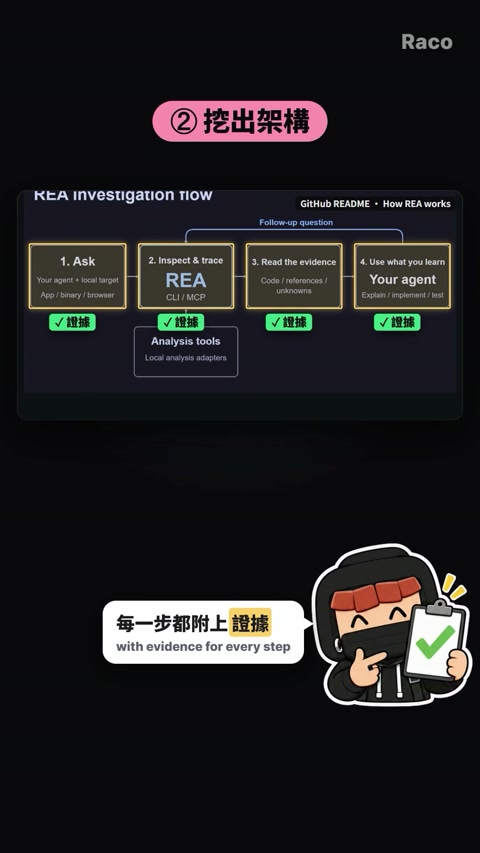 Raco
② 挖出架構
REA investigation flow
GitHub README • How REA works
Follow-up question
1. Ask
Your agent + local target
App / binary / browser
2. Inspect & trace
REA
CLI / MCP
3. Read the evidence
Code / references /
unknowns
4. Use what you learn
Your agent
Explain / implement / test
✓ 證據
✓ 證據
✓ 證據
✓ 證據
Analysis tools
Local analysis adapters
每一步都附上 證據
with evidence for every step